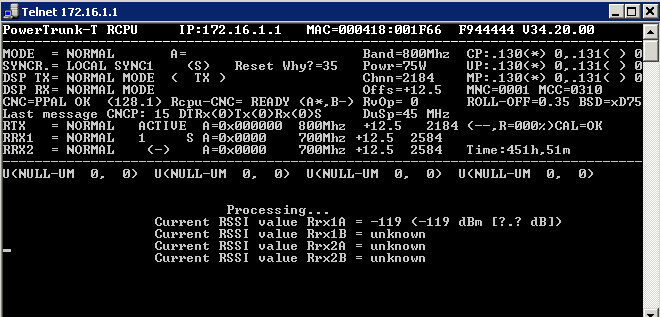 Telnet 172.16.1.1
PowerTrunk-T RCPU IP:172.16.1.1 MAC=000418:001F66 F944444 V34.20.00
MODE = NORMAL A= Band=800Mhz CP:.130(*) 0,.131( ) 0
SYNCR.= LOCAL SYNC1 (S) Reset Why?=35 Powr=75W UP:.130(*) 0,.131( ) 0
DSP TX= NORMAL MODE ( TX ) Chnn=2184 MP:.130(*) 0,.131( ) 0
DSP RX= NORMAL MODE Offs=+12.5 MNC=0001 MCC=0310
CNC=PPAL OK (128.1) Rcpu-CNC= READY (A*,B-) RvOp= 0 ROLL-OFF=0.35 BSD=xD75
Last message CNCP: 15 DTRx(0)Tx(0)Rx(0)S DuSp=45 MHz
RTX = NORMAL ACTIVE A=0x000000 800Mhz +12.5 2184 (--,R=000%)CAL=OK
RRX1 = NORMAL 1 S A=0x0000 700Mhz +12.5 2584
RRX2 = NORMAL (-) A=0x0000 700Mhz +12.5 2584 Time:451h,51m
U(NULL-UM 0, 0) U(NULL-UM 0, 0) U(NULL-UM 0, 0) U(NULL-UM 0, 0)
Processing...
Current RSSI value Rrx1A = -119 (-119 dBm [?.? dB])
Current RSSI value Rrx1B = unknown
Current RSSI value Rrx2A = unknown
Current RSSI value Rrx2B = unknown